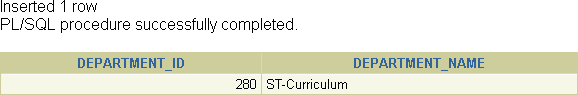 Inserted 1 row
PL/SQL procedure successfully completed.
DEPARTMENT_ID DEPARTMENT_NAME
280 ST-Curriculum